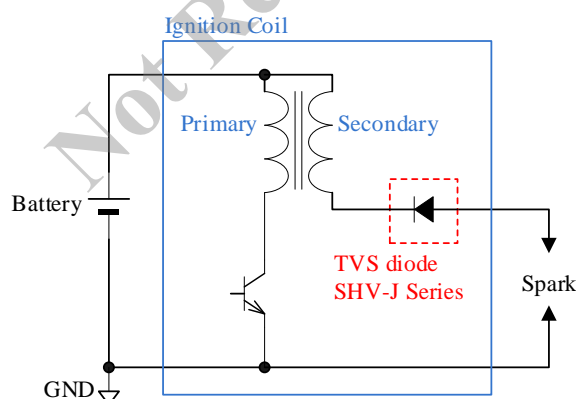 Ignition Coil
Not Re
Primary
Secondary
Battery
TVS diode
SHV-J Series
Spark
GND